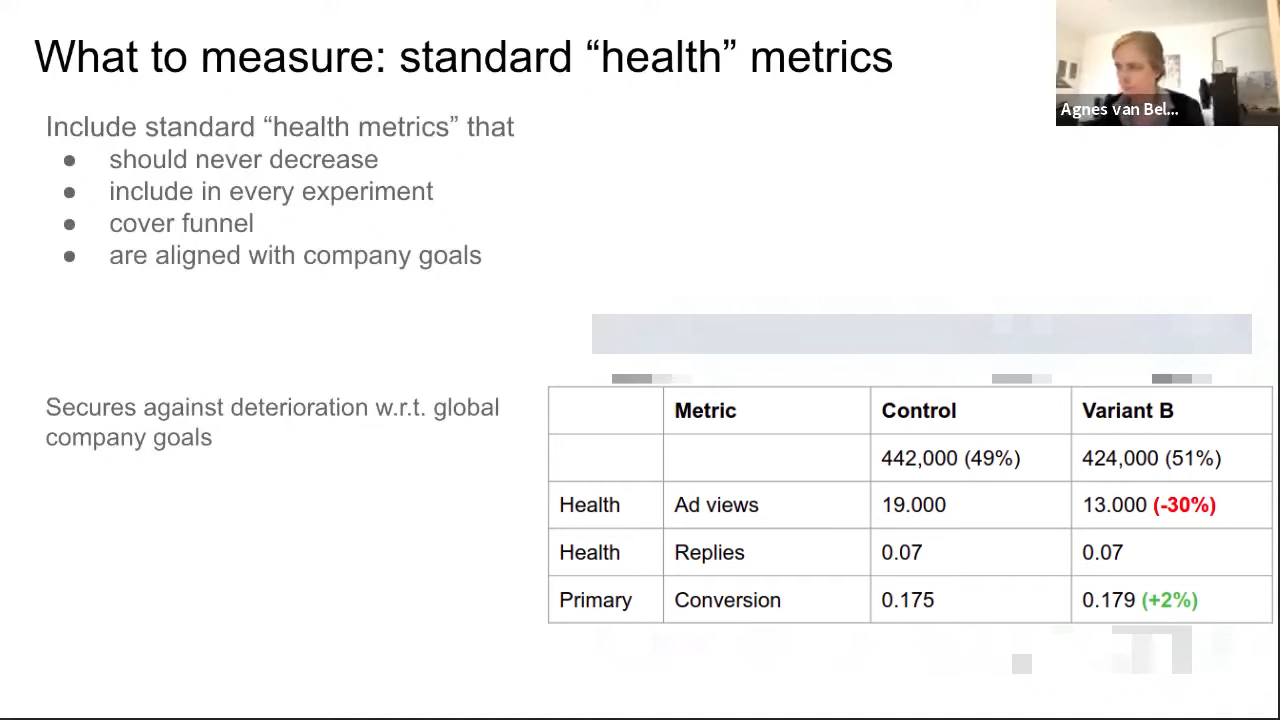 What to measure: standard “health” metrics
Agnes van Bel...
Include standard “health metrics” that
● should never decrease
● include in every experiment
● cover funnel
● are aligned with company goals
Secures against deterioration w.r.t. global
company goals
Metric Control Variant B
442,000 (49%) 424,000 (51%)
Health Ad views 19.000 13.000 (-30%)
Health Replies 0.07 0.07
Primary Conversion 0.175 0.179 (+2%)